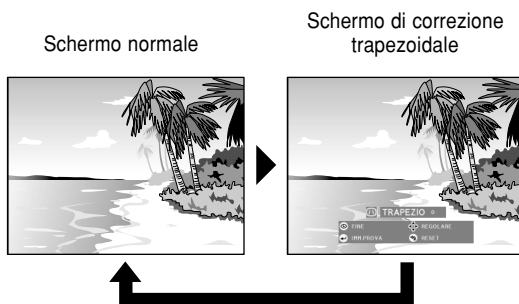 Schermo normale
Schermo di correzione
trapezoidale
TRAPEZIO 0
FINE
REGOLARE
IMM.PROVA
RESET